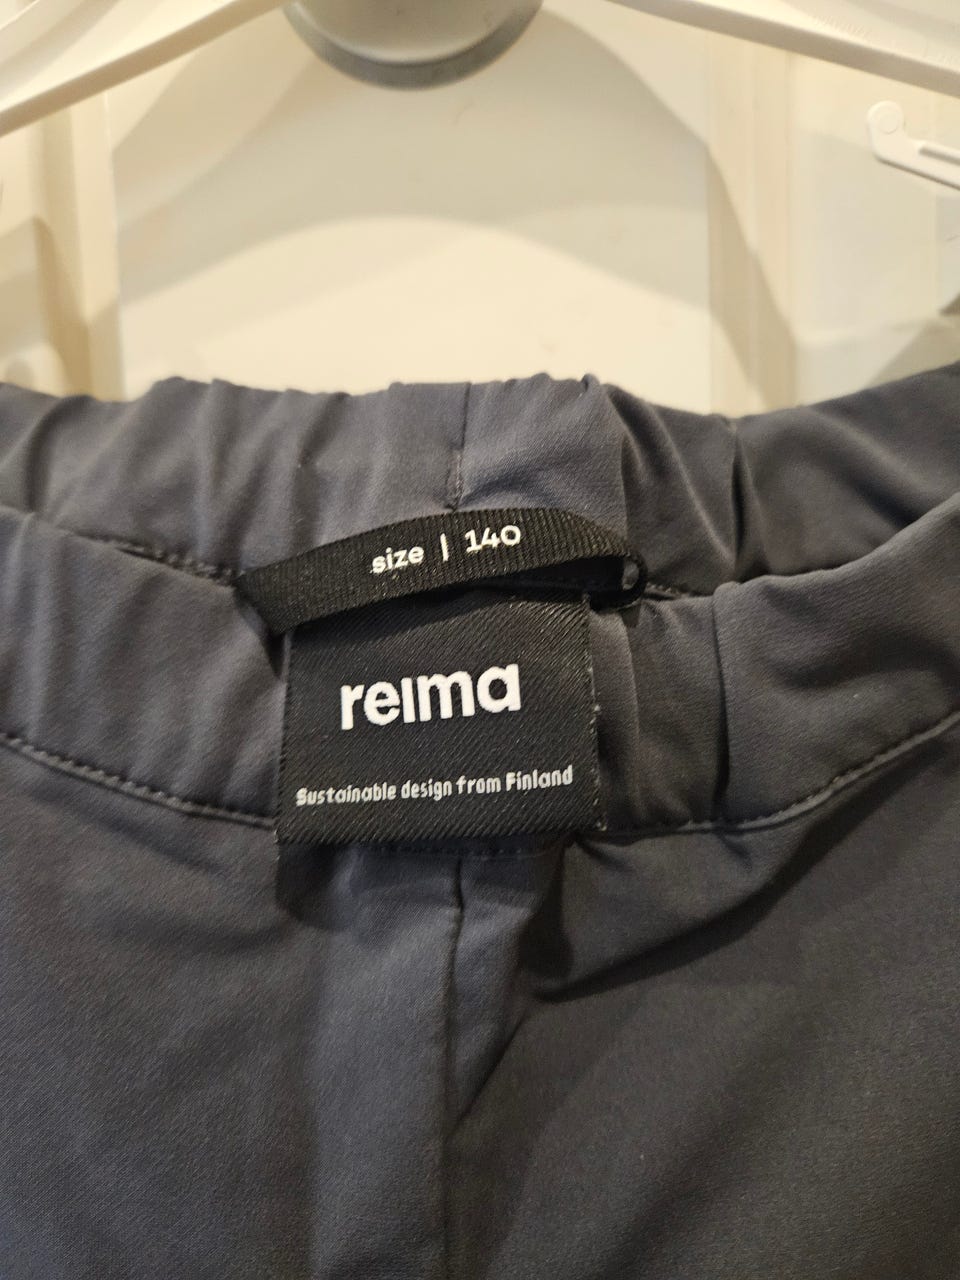 size | 140
reima
Sustainable design from Finland